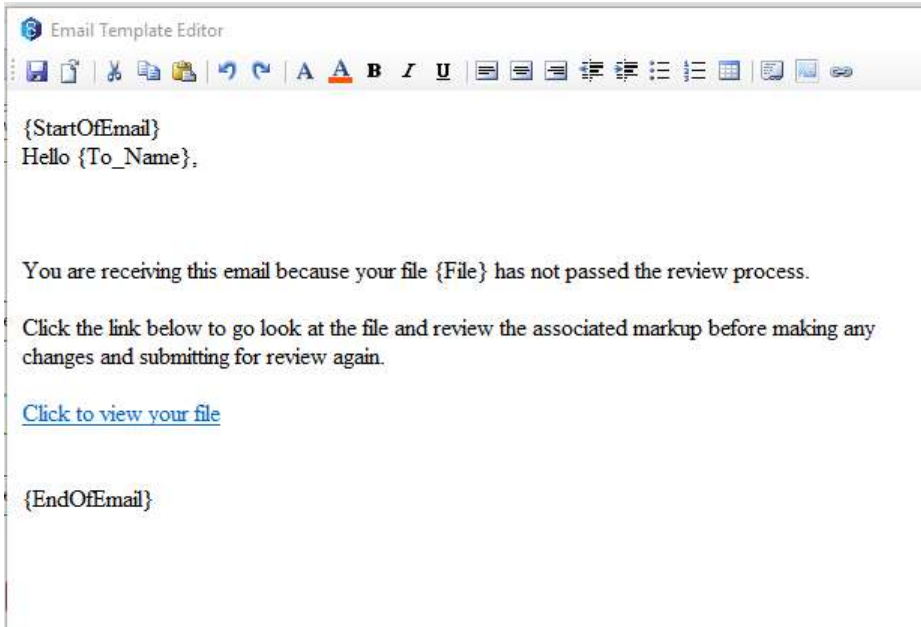 Email Template Editor
A A B I U
{StartOfEmail}
Hello {To_Name},
You are receiving this email because your file {File} has not passed the review process.
Click the link below to go look at the file and review the associated markup before making any
changes and submitting for review again.
Click to view your file
{EndOfEmail}